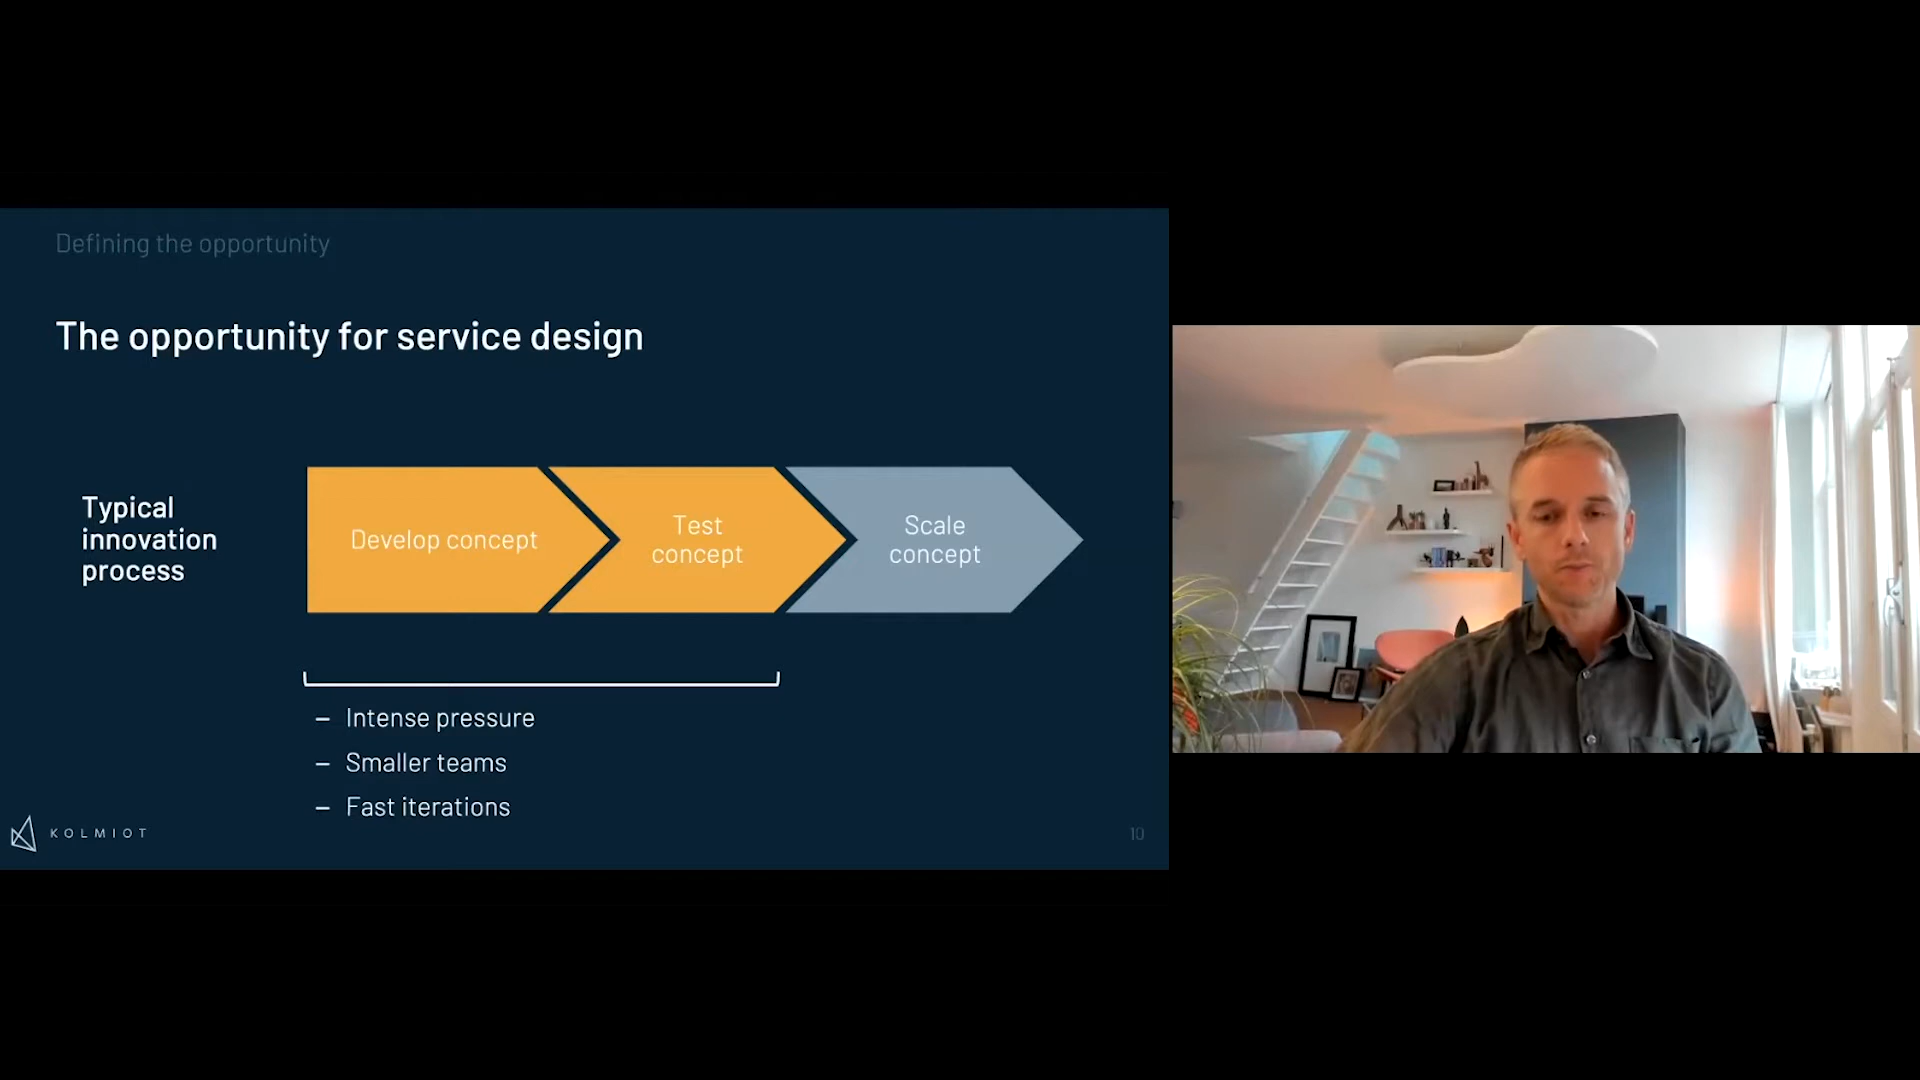 Defining the opportunity
The opportunity for service design
Typical
innovation
process
Develop concept
Test
concept
Scale
concept
– Intense pressure
– Smaller teams
– Fast iterations
KOLMIOT
10